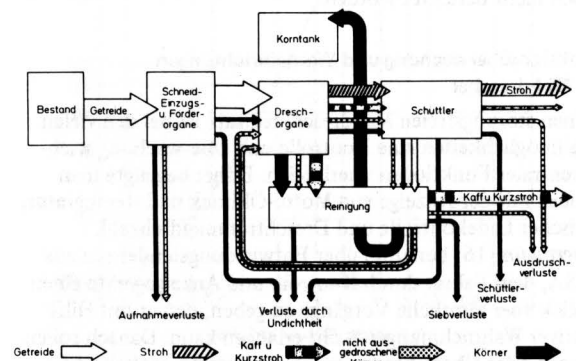 Korntank
Bestand
Getreide
Schneid-
Einzugs-
u. Förder-
organe
Dresch-
organe
Schüttler
Stroh
Reinigung
Kaff u Kurzstroh
Ausdrusch-
verluste
Schüttler-
verluste
Siebverluste
Verluste durch
Undichtheit
Aufnahmeverluste
Getreide
Stroh
Kaff u
Kurzstroh
nicht aus-
gedroschene
Körner